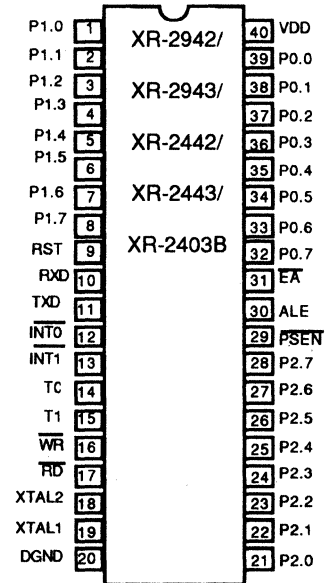 P1.0 1 XR-2942/ 40 VDD
P1.1 2 39 P0.0
P1.2 3 XR-2943/ 38 P0.1
P1.3 4 37 P0.2
P1.4 5 XR-2442/ 36 P0.3
P1.5 6 35 P0.4
P1.6 7 XR-2443/ 34 P0.5
P1.7 8 33 P0.6
RST 9 XR-2403B 32 P0.7
RXD 10 31 EA
TXD 11 30 ALE
INT0 12 29 PSEN
INT1 13 28 P2.7
T0 14 27 P2.6
T1 15 26 P2.5
WR 16 25 P2.4
RD 17 24 P2.3
XTAL2 18 23 P2.2
XTAL1 19 22 P2.1
DGND 20 21 P2.0